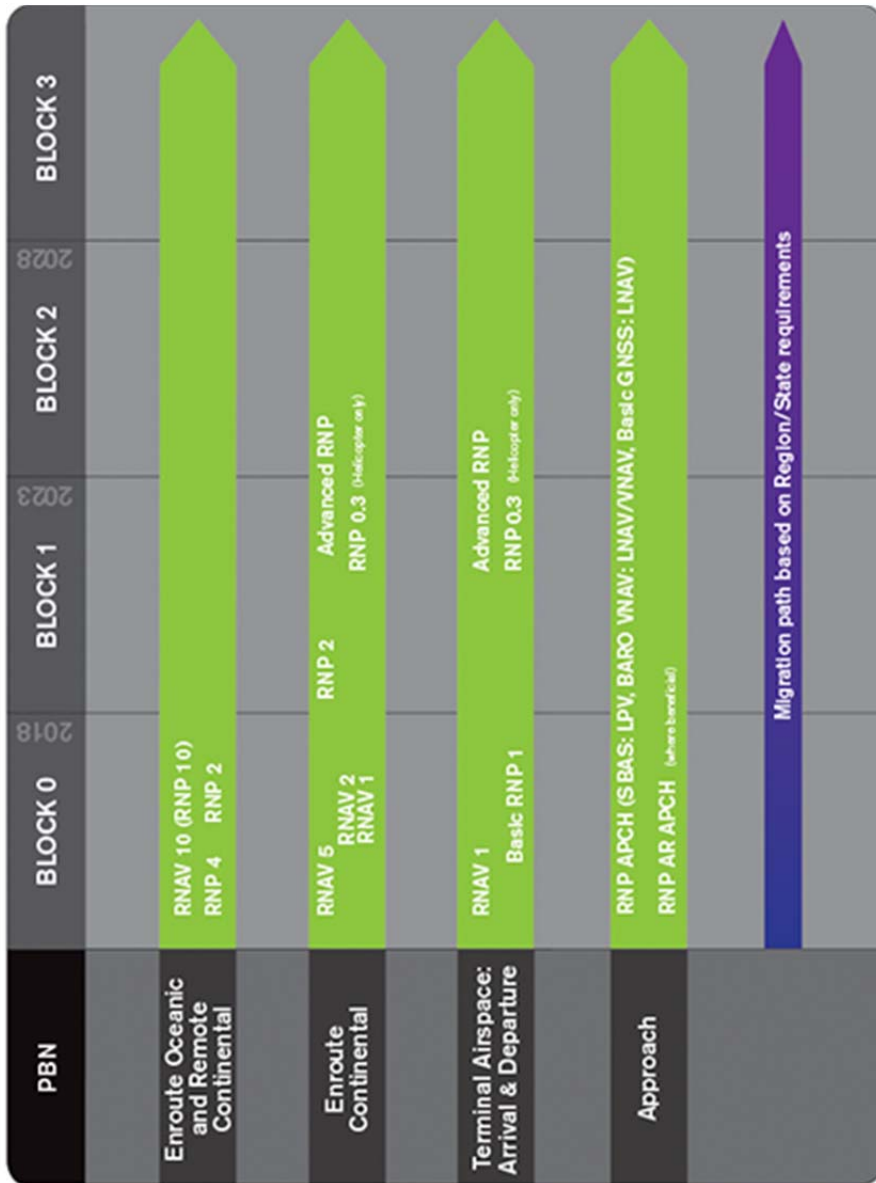 PBN
BLOCK 0
2018
BLOCK 1
2023
BLOCK 2
2028
BLOCK 3
Enroute Oceanic
and Remote
Continental
RNAV 10 (RNP 10)
RNP 4 RNP 2
Enroute
Continental
RNAV 5
RNAV 2
RNAV 1
RNP 2
Advanced RNP
RNP 0.3 (Helicopter only)
Terminal Airspace:
Arrival & Departure
RNAV 1
Basic RNP 1
Advanced RNP
RNP 0.3 (Helicopter only)
Approach
RNP APCH (SBAS: LPV, BARO VNAV: LNAV/VNAV, Basic GNSS: LNAV)
RNP AR APCH (where beneficial)
Migration path based on Region/State requirements